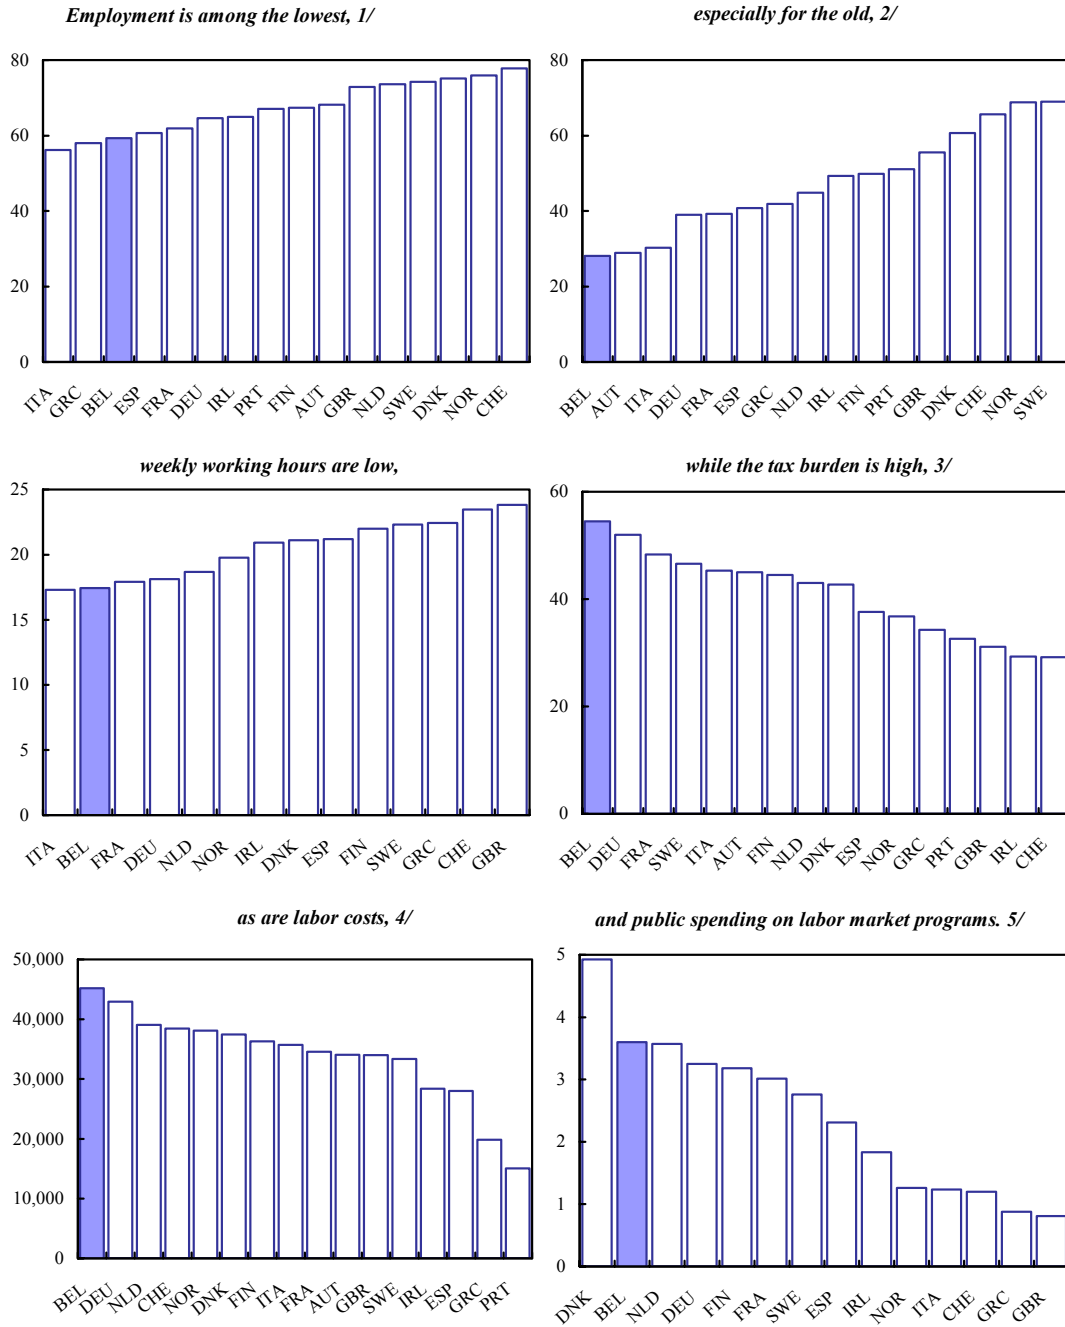 Employment is among the lowest, 1/
80
60
40
20
0
ITA GRC BEL ESP FRA DEU IRL PRT FIN AUT GBR NLD SWE DNK NOR CHE
especially for the old, 2/
80
60
40
20
0
BEL AUT ITA DEU FRA ESP GRC NLD IRL FIN PRT GBR DNK CHE NOR SWE
weekly working hours are low,
25
20
15
10
5
0
ITA BEL FRA DEU NLD NOR IRL DNK ESP FIN SWE GRC CHE GBR
while the tax burden is high, 3/
60
40
20
0
BEL DEU FRA SWE ITA AUT FIN NLD DNK ESP NOR GRC PRT GBR IRL CHE
as are labor costs, 4/
50,000
40,000
30,000
20,000
10,000
0
BEL DEU NLD CHE NOR DNK FIN ITA FRA AUT GBR SWE IRL ESP GRC PRT
and public spending on labor market programs. 5/
5
4
3
2
1
0
DNK BEL NLD DEU FIN FRA SWE ESP IRL NOR ITA CHE GRC GBR